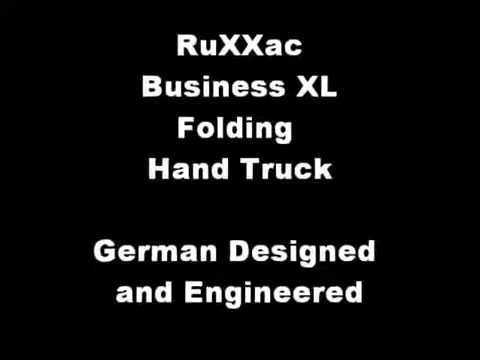 RuXXac
Business XL
Folding
Hand Truck
German Designed
and Engineered